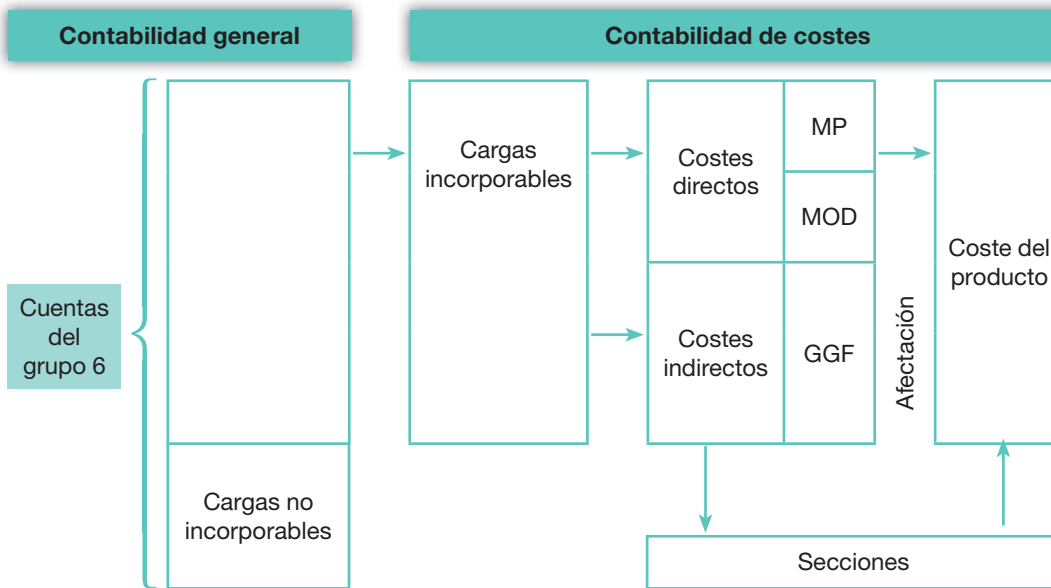 Contabilidad general
Contabilidad de costes
Cuentas
del
grupo 6
Cargas no
incorporables
Cargas
incorporables
Costes
directos
MP
MOD
Costes
indirectos
GGF
Afectación
Coste del
producto
Secciones